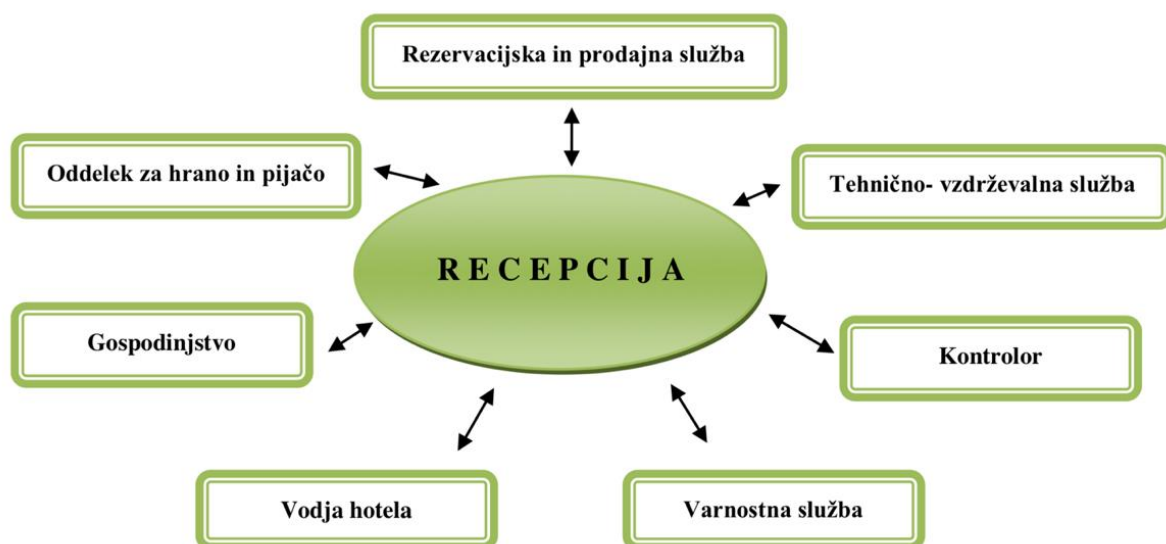 Rezervacijska in prodajna služba
Oddelek za hrano in pijačo
Tehnično- vzdrževalna služba
R E C E P C I J A
Gospodinjstvo
Kontrolor
Vodja hotela
Varnostna služba